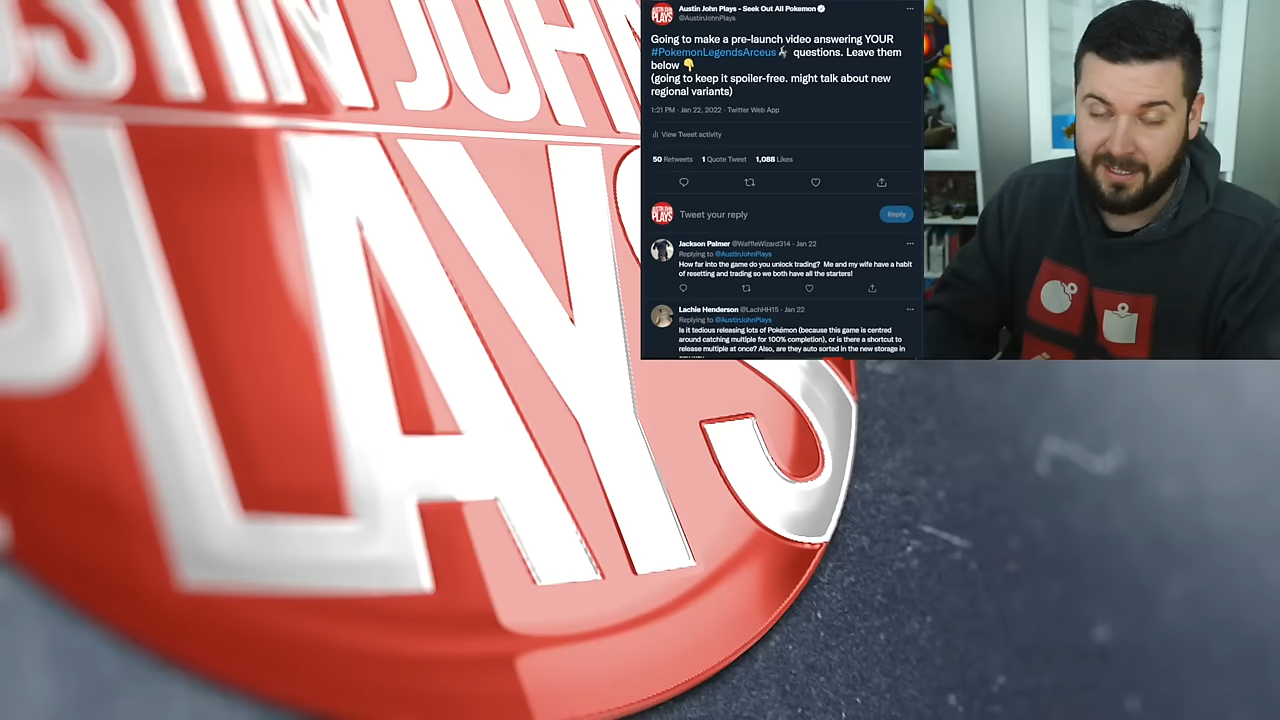 USTIN JOHN
PLAYS
Austin John Plays - Seek Out All Pokemon
@AustinJohnPlays
Going to make a pre-launch video answering YOUR
#PokemonLegendsArceus questions. Leave them
below 👇
(going to keep it spoiler-free. might talk about new
regional variants)
1:21 PM · Jan 22, 2022 · Twitter Web App
View Tweet activity
50 Retweets 1 Quote Tweet 1,088 Likes
AUSTIN JOHN
PLAYS
Tweet your reply
Reply
Jackson Palmer @WaffleWizard314 · Jan 22
Replying to @AustinJohnPlays
How far into the game do you unlock trading? Me and my wife have a habit
of resetting and trading so we both have all the starters!
Lachie Henderson @LachHH15 · Jan 22
Replying to @AustinJohnPlays
Is it tedious releasing lots of Pokémon (because this game is centred
around catching multiple for 100% completion), or is there a shortcut to
release multiple at once? Also, are they auto sorted in the new storage in